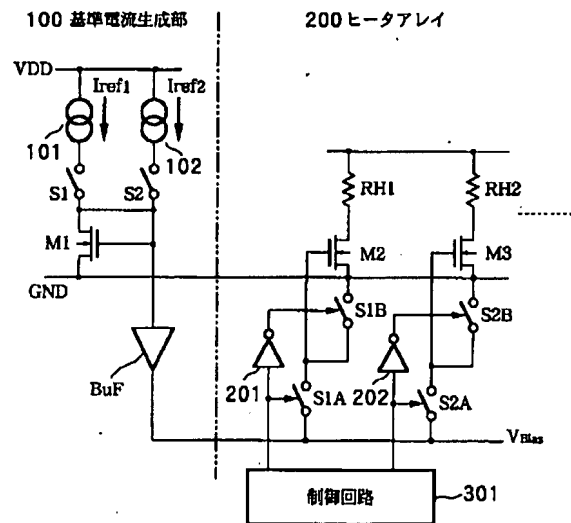 100 基準電流生成部
200 ヒータアレイ
VDD
Iref1
Iref2
101
102
S1
S2
RH1
RH2
M1
M2
M3
GND
S1B
S2B
BuF
201
S1A
202
S2A
VBias
制御回路
301